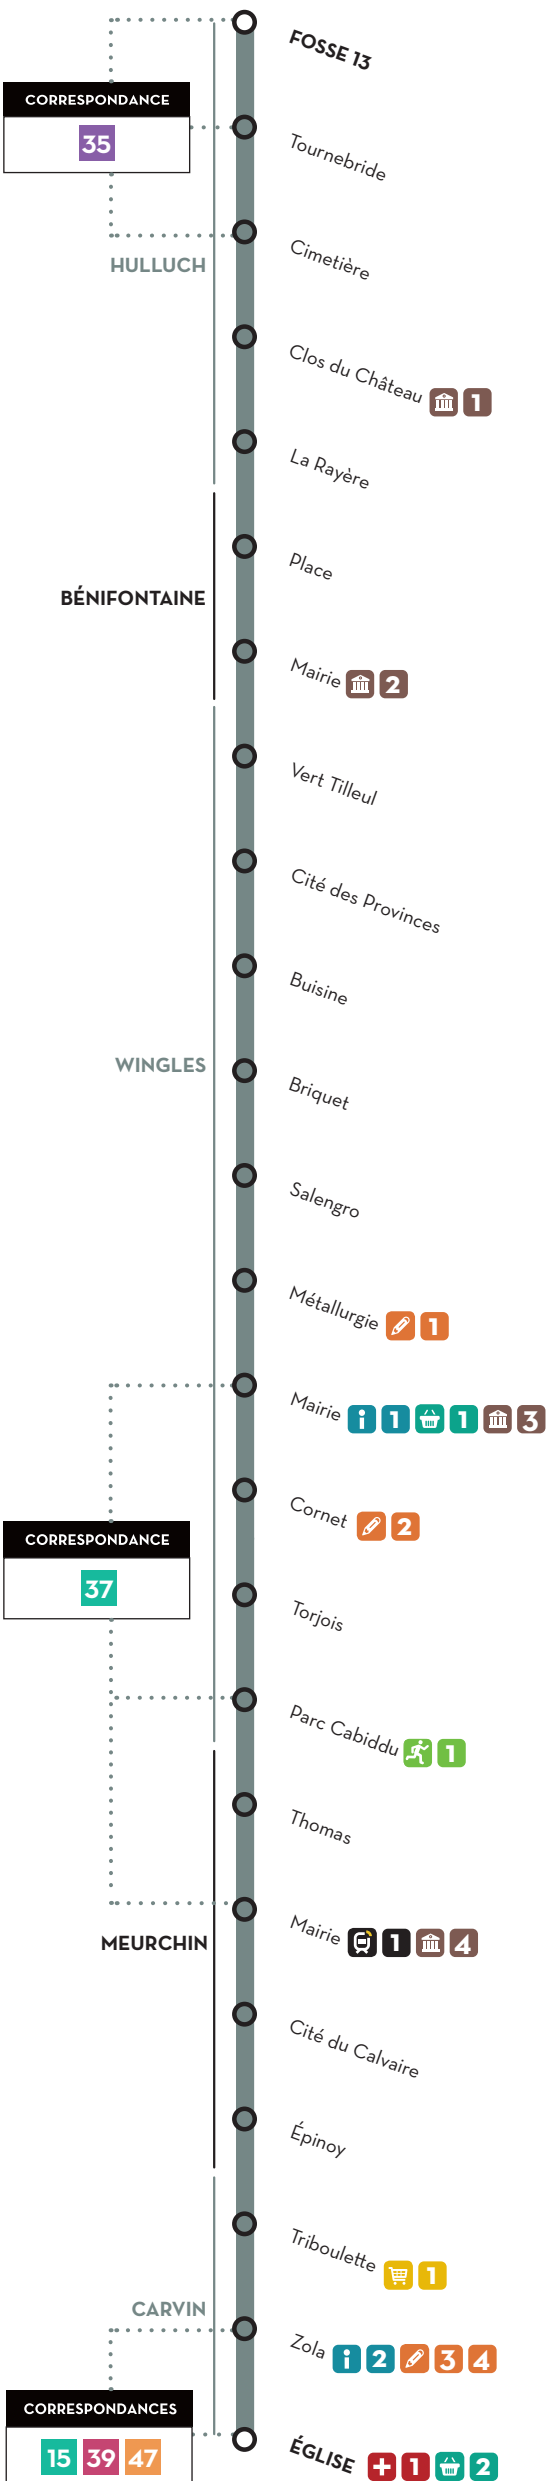 FOSSE 13
CORRESPONDANCE
35
Tournebride
Cimetière
HULLUCH
Clos du Château 1
La Rayère
Place
BÉNIFONTAINE
Mairie 2
Vert Tilleul
Cité des Provinces
Buisine
WINGLES
Briquet
Salengro
Métallurgie 1
Mairie i 1 1 3
Cornet 2
CORRESPONDANCE
37
Torjois
Parc Cabiddu 1
Thomas
Mairie 1 4
MEURCHIN
Cité du Calvaire
Épinoy
Triboulette 1
CARVIN
Zola i 2 3 4
CORRESPONDANCES
15 39 47
ÉGLISE 1 2